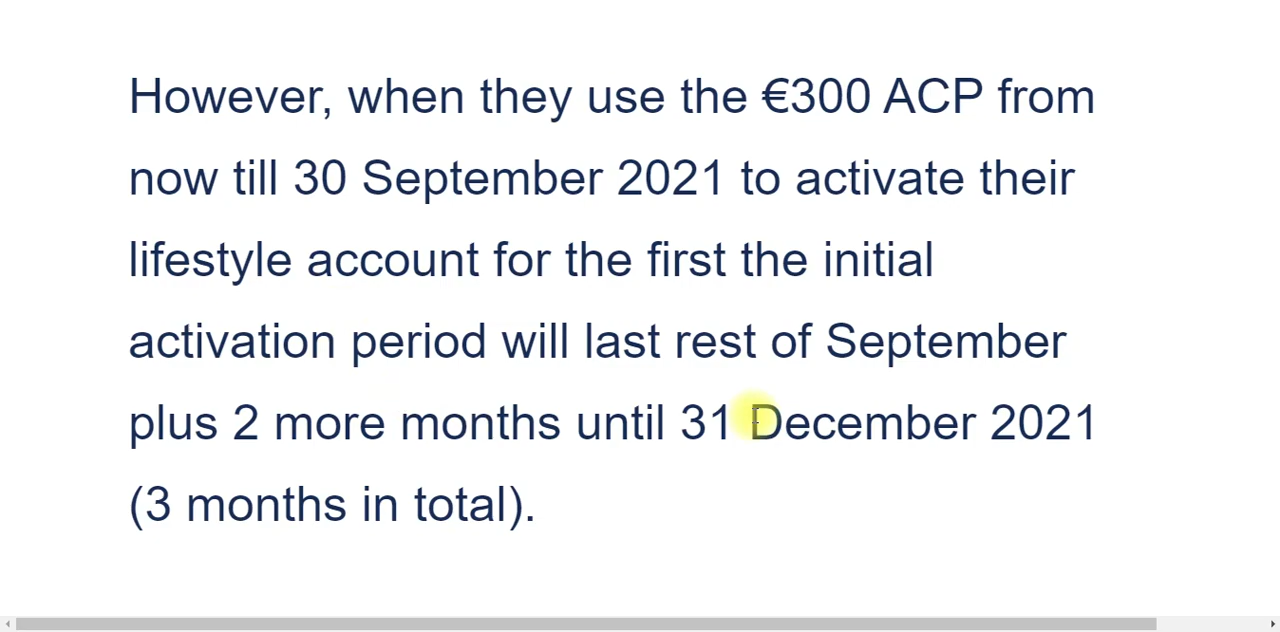 However, when they use the €300 ACP from
now till 30 September 2021 to activate their
lifestyle account for the first the initial
activation period will last rest of September
plus 2 more months until 31 December 2021
(3 months in total).